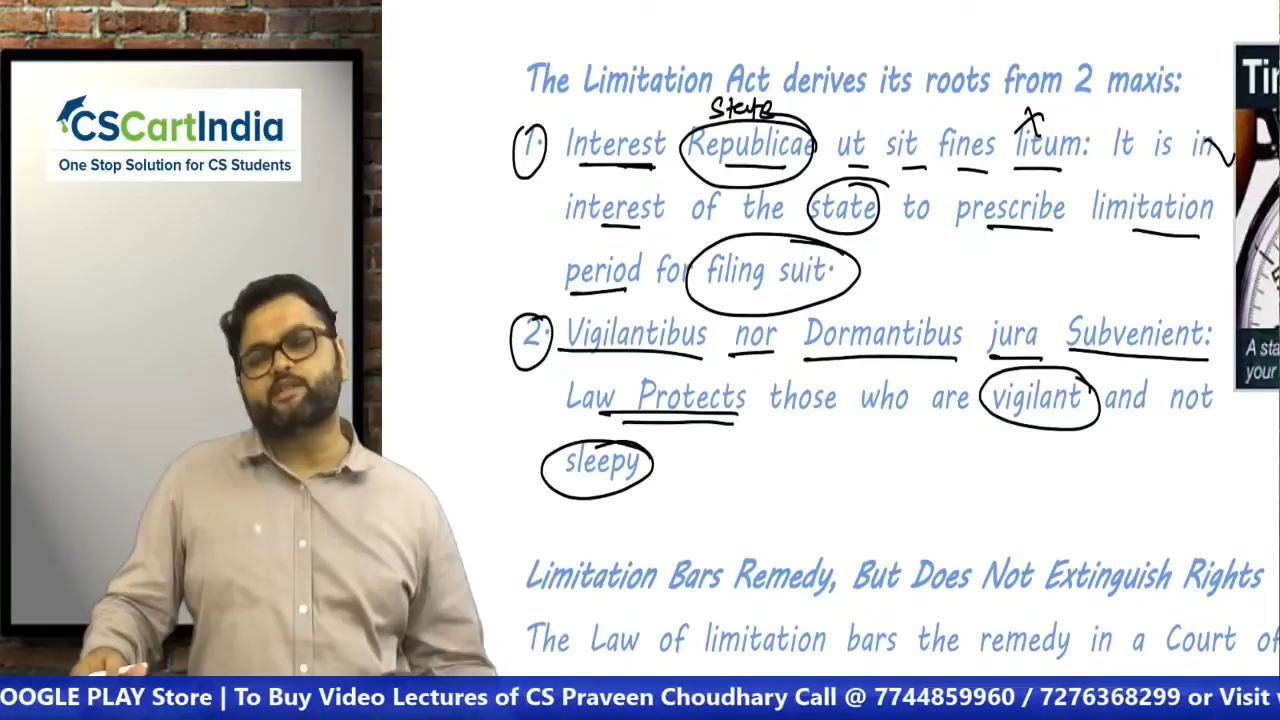 CSCartIndia
One Stop Solution for CS Students
The Limitation Act derives its roots from 2 maxis:
State
1. Interest Republicae ut sit fines litum: It is in
interest of the state to prescribe limitation
period for filing suit.
2. Vigilantibus nor Dormantibus jura Subvenient:
Law Protects those who are vigilant and not
sleepy
Limitation Bars Remedy, But Does Not Extinguish Rights
The Law of limitation bars the remedy in a Court of
Tir
A sta
your
OOGLE PLAY Store | To Buy Video Lectures of CS Praveen Choudhary Call @ 7744859960 / 7276368299 or Visit